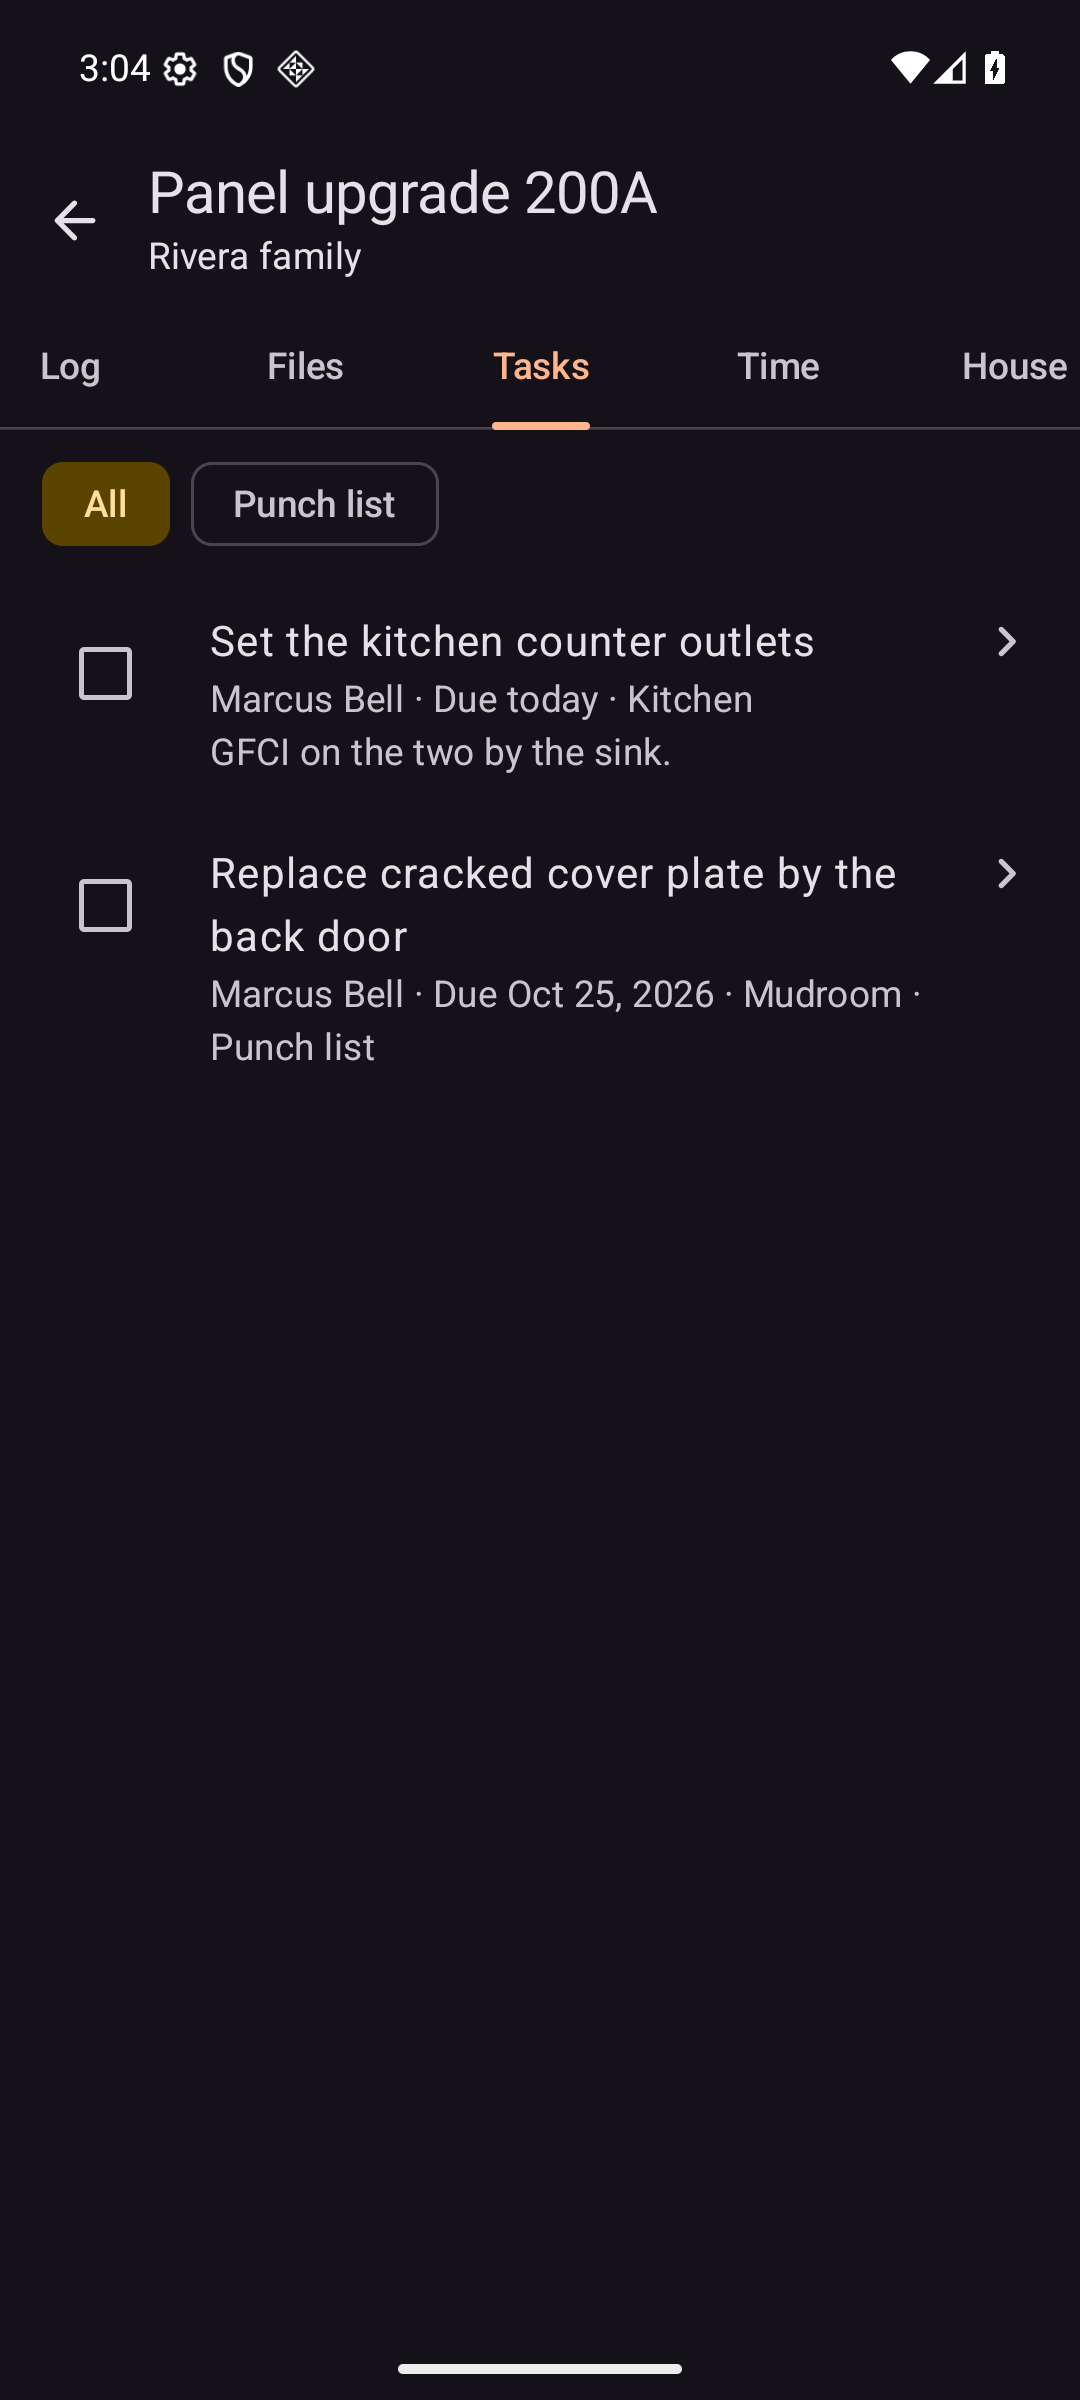 3:04
Panel upgrade 200A
Rivera family
Log Files Tasks Time House
All Punch list
Set the kitchen counter outlets
Marcus Bell · Due today · Kitchen
GFCI on the two by the sink.
Replace cracked cover plate by the
back door
Marcus Bell · Due Oct 25, 2026 · Mudroom ·
Punch list